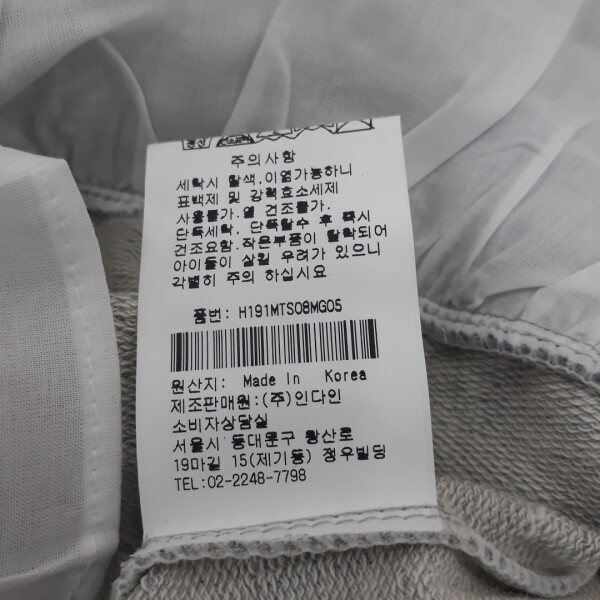 주의사항
세탁시 탈색,이염가능하니
표백제 및 강력효소세제
사용불가.열 건조불가.
단독세탁, 단독탈수 후 즉시
건조요함.작은부품이 탈락되어
아이들이 삼킬 우려가 있으니
각별히 주의 하십시요
품번: H191MTS08MG05
원산지: Made In Korea
제조판매원:(주)인다인
소비자상담실
서울시 동대문구 왕산로
19마길 15(제기동) 정우빌딩
TEL:02-2248-7798